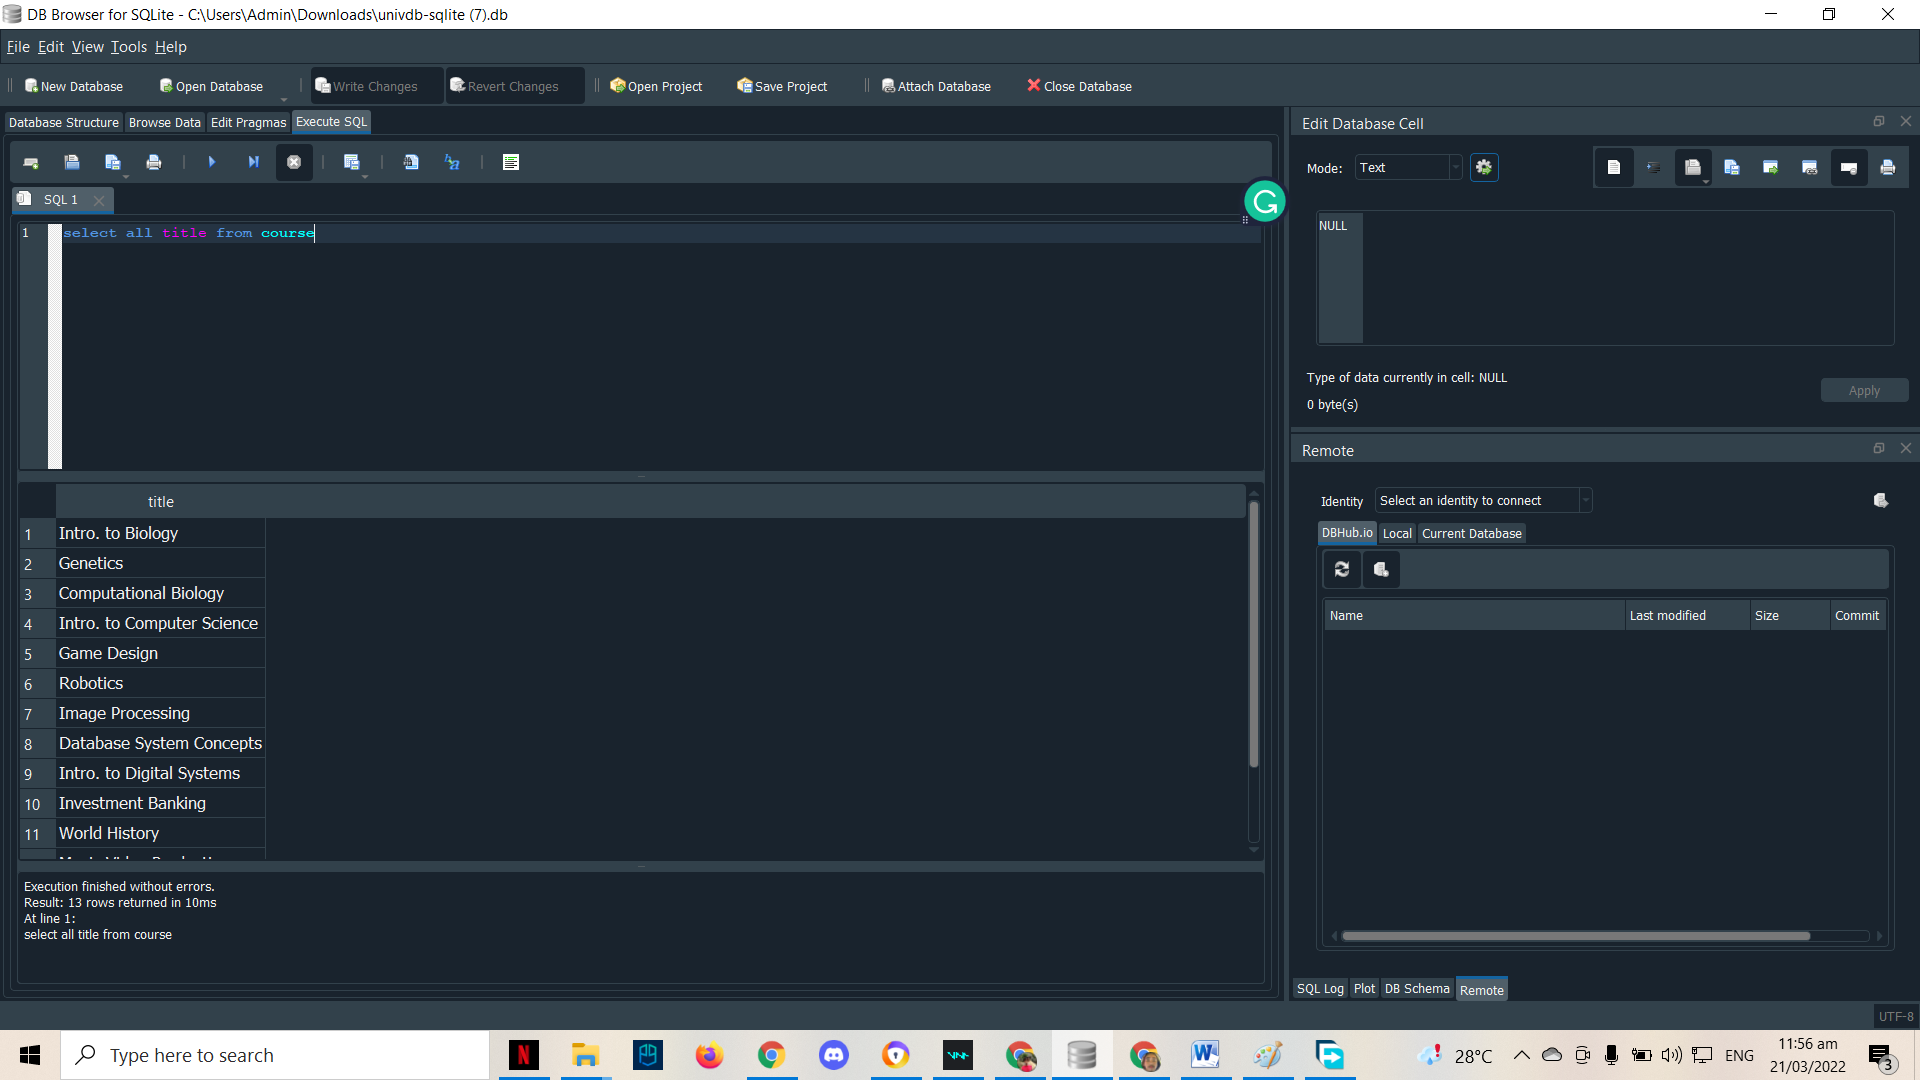 DB Browser for SQLite - C:\Users\Admin\Downloads\univdb-sqlite (7).db
File Edit View Tools Help
New Database Open Database Write Changes Revert Changes Open Project Save Project Attach Database Close Database
Database Structure Browse Data Edit Pragmas Execute SQL
SQL 1
1 select all title from course
title
1 Intro. to Biology
2 Genetics
3 Computational Biology
4 Intro. to Computer Science
5 Game Design
6 Robotics
7 Image Processing
8 Database System Concepts
9 Intro. to Digital Systems
10 Investment Banking
11 World History
Execution finished without errors.
Result: 13 rows returned in 10ms
At line 1:
select all title from course
Edit Database Cell
Mode: Text
NULL
Type of data currently in cell: NULL
0 byte(s)
Apply
Remote
Identity Select an identity to connect
DBHub.io Local Current Database
Name Last modified Size Commit
SQL Log Plot DB Schema Remote
UTF-8
Type here to search
28°C
ENG
11:56 am
21/03/2022
3